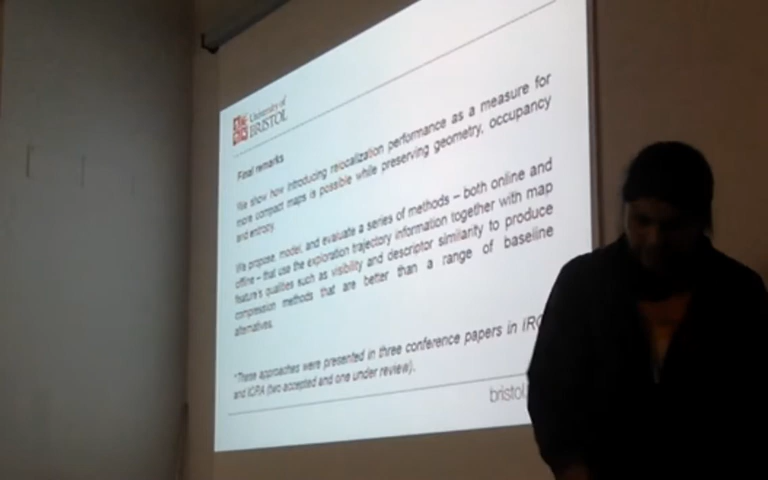 University of
BRISTOL
Final remarks
We show how introducing relocalization performance as a measure for
more compact maps is possible while preserving geometry, occupancy
and entropy.
We propose, model, and evaluate a series of methods – both online and
offline – that use the exploration trajectory information together with map
feature's qualities such as visibility and descriptor similarity to produce
compression methods that are better than a range of baseline
alternatives.
*These approaches were presented in three conference papers in IRO
and ICRA (two accepted and one under review).
bristol.